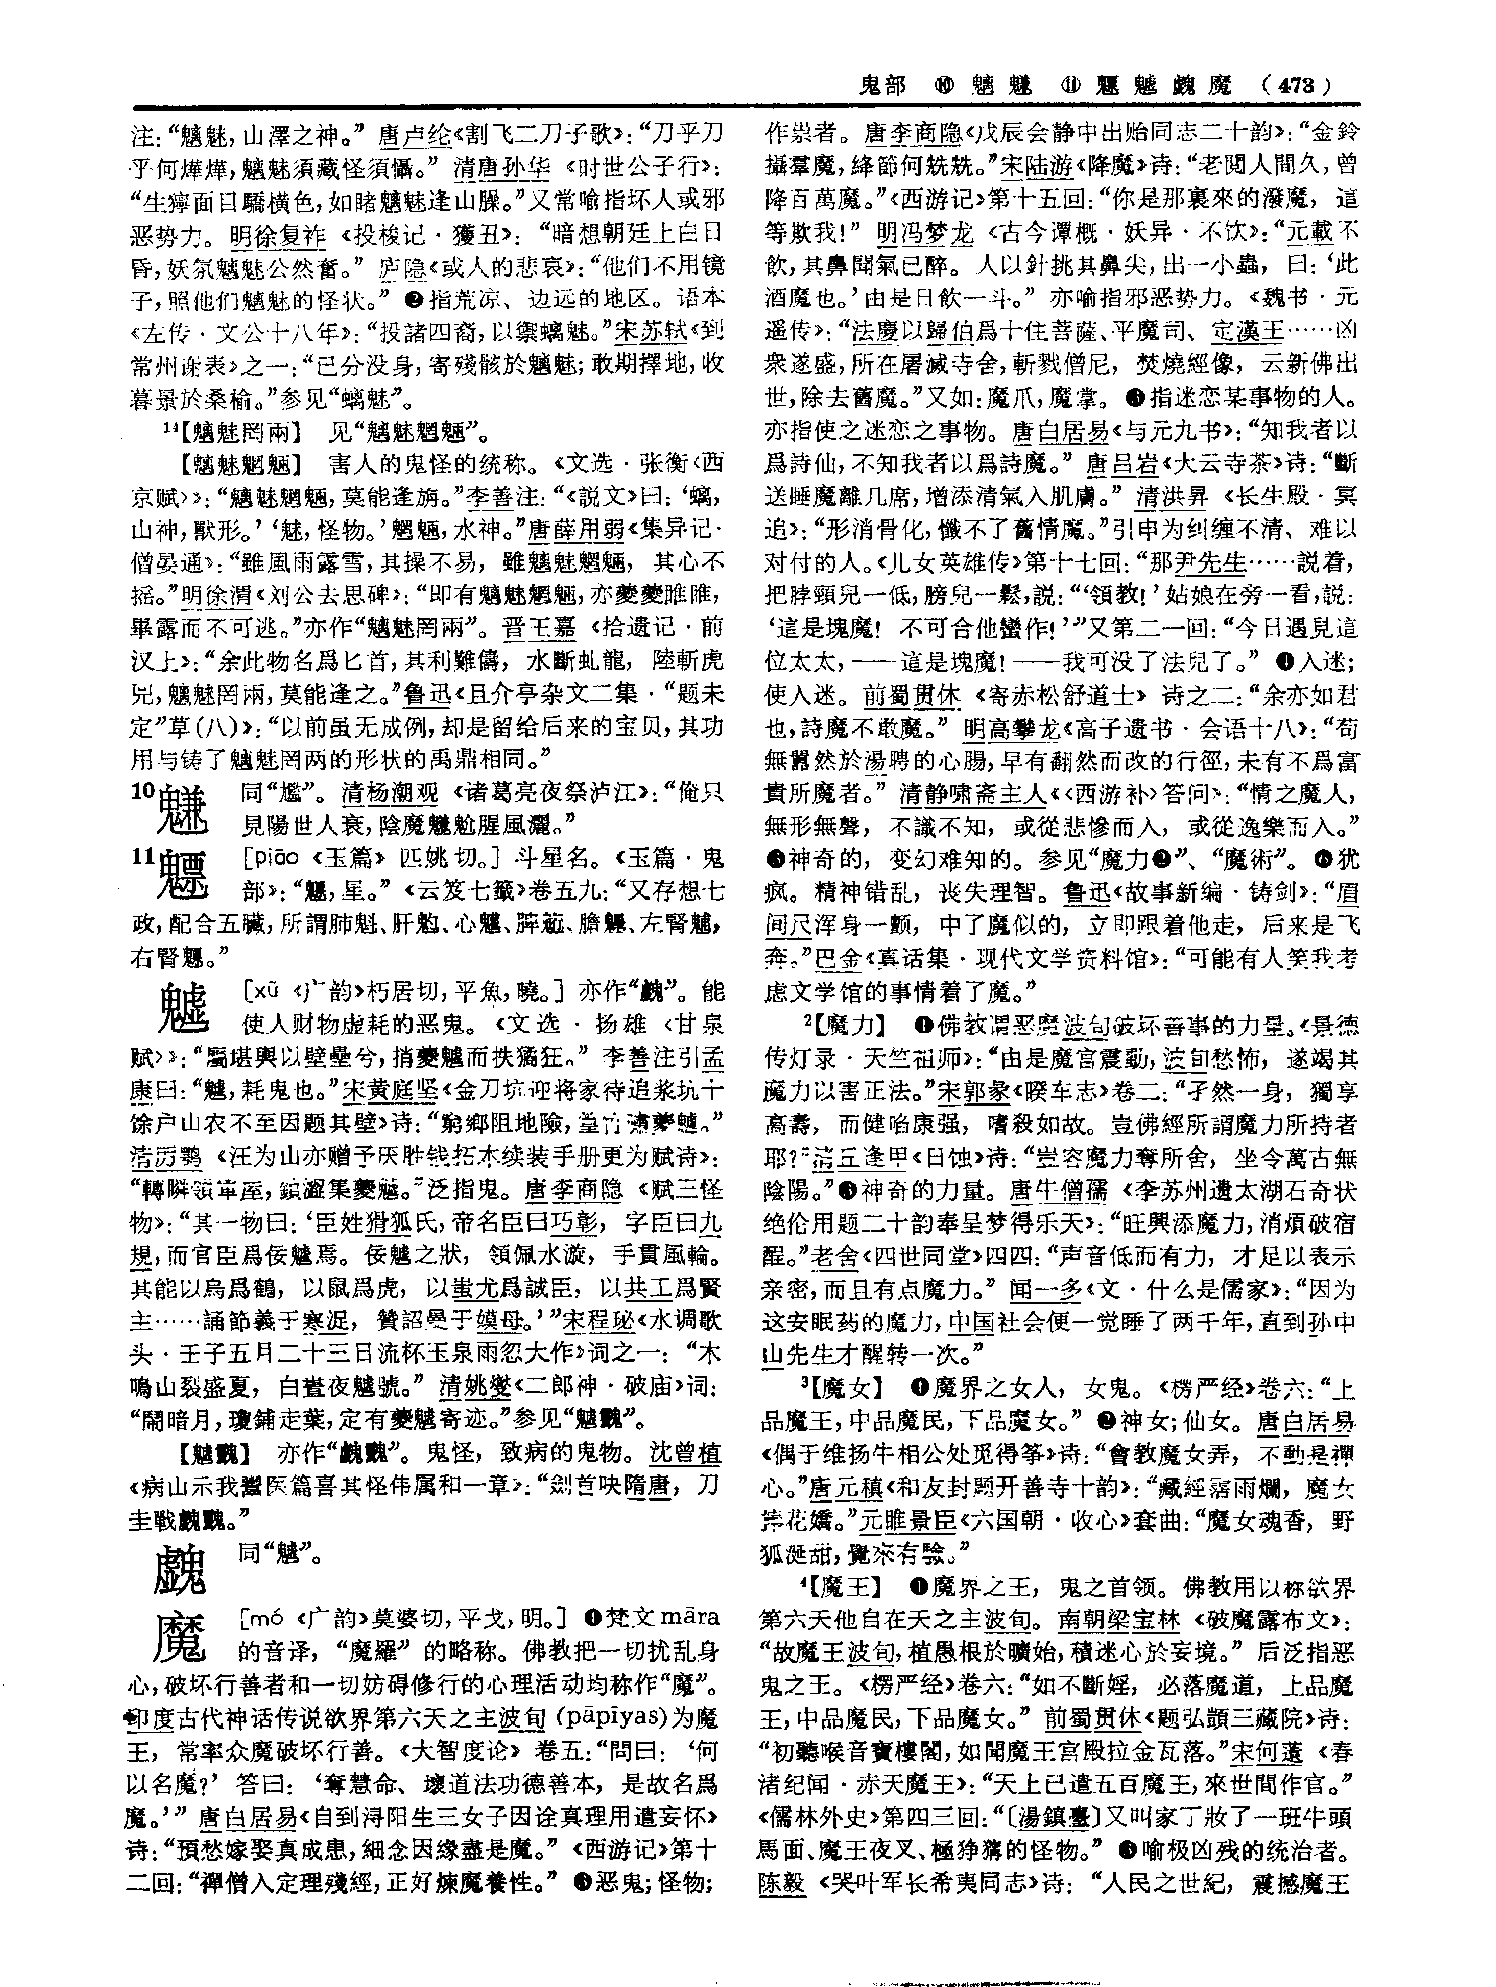 鬼部 ⑩ 魑 䰡 ⑪ 魒 魖 䰣 魔 (473)
注：“魑魅，山澤之神。”唐卢纶《割飞二刀子歌》：“刀乎刀
乎何燁燁，魑魅須藏怪須懾。”清唐孙华《时世公子行》：
“生獰面目驕橫色，如睹魑魅逢山臊。”又常喻指坏人或邪
恶势力。明徐复祚《投梭记·獲丑》：“暗想朝廷上白日
昏，妖氛魑魅公然奮。”庐隐《或人的悲哀》：“他们不用镜
子，照他们魑魅的怪状。”❷指荒凉、边远的地区。语本
《左传·文公十八年》：“投諸四裔，以禦螭魅。”宋苏轼《到
常州谢表》之一：“已分没身，寄殘骸於魑魅；敢期擇地，收
暮景於桑榆。”参见“螭魅”。
14【魑魅罔兩】 见“魑魅魍魎”。
【魑魅魍魎】 害人的鬼怪的统称。《文选·张衡〈西
京赋〉》：“魑魅魍魎，莫能逢旃。”李善注：“《説文》曰：‘螭，
山神，獸形。’‘魅，怪物。’魍魎，水神。”唐薛用弱《集异记·
僧晏通》：“雖風雨露雪，其操不易，雖魑魅魍魎，其心不
摇。”明徐渭《刘公去思碑》：“即有魑魅魍魎，亦夔夔睢睢，
畢露而不可逃。”亦作“魑魅罔兩”。晋王嘉《拾遗记·前
汉上》：“余此物名爲匕首，其利難儔，水斷虬龍，陸斬虎
兕，魑魅罔兩，莫能逢之。”鲁迅《且介亭杂文二集·“题未
定”草（八）》：“以前虽无成例，却是留给后来的宝贝，其功
用与铸了魑魅罔两的形状的禹鼎相同。”
10 䰡 同“尷”。清杨潮观《诸葛亮夜祭泸江》：“俺只
見陽世人衰，陰魔䰡魀腥風灑。”
11 魒 [piāo《玉篇》匹姚切。] 斗星名。《玉篇·鬼
部》：“魒，星。”《云笈七籤》卷五九：“又存想七
政，配合五臟，所謂肺魁、肝魡、心䰢、脾魓、膽魓、左腎魖，
右腎魒。”
魖 [xū《广韵》朽居切，平魚，曉。] 亦作“䰣”。能
使人财物虚耗的恶鬼。《文选·扬雄〈甘泉
赋〉》：“屬堪輿以壁壘兮，捎夔魖而抶獝狂。”李善注引孟
康曰：“魖，耗鬼也。”宋黄庭坚《金刀坑迎将家待追浆坑十
馀户山农不至因题其壁》诗：“窮鄉阻地險，篁竹嘯夔魖。”
清厉鹗《汪为山亦赠予厌胜钱拓本续装手册更为赋诗》：
“轉瞬領革壓，鏽澀集夔魖。”泛指鬼。唐李商隐《赋三怪
物》：“其一物曰：‘臣姓猾狐氏，帝名臣曰巧彰，字臣曰九
規，而官臣爲佞魖焉。佞魖之狀，領佩水漩，手貫風輪。
其能以烏爲鶴，以鼠爲虎，以蚩尤爲誠臣，以共工爲賢
主……誦節義于寒浞，贊詔曼于嫫母。’”宋程珌《水调歌
头·壬子五月二十三日流杯玉泉雨忽大作》词之一：“木
鳴山裂盛夏，白晝夜魖號。”清姚燮《二郎神·破庙》词：
“鬧暗月，瓊鋪走葉，定有夔魖寄迹。”参见“魖䰰”。
【魖䰰】 亦作“䰣䰰”。鬼怪，致病的鬼物。沈曾植
《病山示我鬻医篇喜其怪伟属和一章》：“劍首吷隋唐，刀
圭戰䰣䰰。”
䰣 同“魖”。
魔 [mó《广韵》莫婆切，平戈，明。] ❶梵文māra
的音译，“魔羅”的略称。佛教把一切扰乱身
心，破坏行善者和一切妨碍修行的心理活动均称作“魔”。
印度古代神话传说欲界第六天之主波旬（pāpīyas）为魔
王，常率众魔破坏行善。《大智度论》卷五：“問曰：‘何
以名魔？’答曰：‘奪慧命、壞道法功德善本，是故名爲
魔。’”唐白居易《自到浔阳生三女子因诠真理用遣妄怀》
诗：“預愁嫁娶真成患，細念因緣盡是魔。”《西游记》第十
二回：“禪僧入定理殘經，正好煉魔養性。”❷恶鬼；怪物；
作祟者。唐李商隐《戊辰会静中出贻同志二十韵》：“金鈴
攝羣魔，絳節何兟兟。”宋陆游《降魔》诗：“老閲人間久，曾
降百萬魔。”《西游记》第十五回：“你是那裏來的潑魔，這
等欺我！”明冯梦龙《古今谭概·妖异·不饮》：“元載不
飲，其鼻聞氣已醉。人以針挑其鼻尖，出一小蟲，曰：‘此
酒魔也。’由是日飲一斗。”亦喻指邪恶势力。《魏书·元
遥传》：“法慶以歸伯爲十住菩薩、平魔司、定漢王……凶
衆遂盛，所在屠滅寺舍，斬戮僧尼，焚燒經像，云新佛出
世，除去舊魔。”又如：魔爪，魔掌。❸指迷恋某事物的人。
亦指使之迷恋之事物。唐白居易《与元九书》：“知我者以
爲詩仙，不知我者以爲詩魔。”唐吕岩《大云寺茶》诗：“斷
送睡魔離几席，增添清氣入肌膚。”清洪昇《长生殿·冥
追》：“形消骨化，懺不了舊情魔。”引申为纠缠不清、难以
对付的人。《儿女英雄传》第十七回：“那尹先生……説着，
把脖頸兒一低，膀兒一鬆，説：“‘領教！’姑娘在旁一看，説：
‘這是塊魔！不可合他蠻作！’”又第二一回：“今日遇見這
位太太，——這是塊魔！——我可没了法兒了。”❹入迷；
使入迷。前蜀贯休《寄赤松舒道士》诗之二：“余亦如君
也，詩魔不敢魔。”明高攀龙《高子遗书·会语十八》：“苟
無囂然於湯聘的心腸，早有翻然而改的行徑，未有不爲富
貴所魔者。”清静啸斋主人《〈西游补〉答问》：“情之魔人，
無形無聲，不識不知，或從悲慘而入，或從逸樂而入。”
❺神奇的，变幻难知的。参见“魔力❷”、“魔術”。❻犹
疯。精神错乱，丧失理智。鲁迅《故事新编·铸剑》：“眉
间尺浑身一颤，中了魔似的，立即跟着他走，后来是飞
奔。”巴金《真话集·现代文学资料馆》：“可能有人笑我考
虑文学馆的事情着了魔。”
2【魔力】 ❶佛教谓恶魔波旬破坏善事的力量。《景德
传灯录·天竺祖师》：“由是魔宫震動，波旬愁怖，遂竭其
魔力以害正法。”宋郭彖《睽车志》卷二：“孑然一身，獨享
高壽，而健啗康强，嗜殺如故。豈佛經所謂魔力所持者
耶？”清丘逢甲《日蚀》诗：“豈容魔力奪所舍，坐令萬古無
陰陽。”❷神奇的力量。唐牛僧孺《李苏州遗太湖石奇状
绝伦用题二十韵奉呈梦得乐天》：“旺興添魔力，消煩破宿
酲。”老舍《四世同堂》四四：“声音低而有力，才足以表示
亲密，而且有点魔力。”闻一多《文·什么是儒家》：“因为
这安眠药的魔力，中国社会便一觉睡了两千年，直到孙中
山先生才醒转一次。”
3【魔女】 ❶魔界之女人，女鬼。《楞严经》卷六：“上
品魔王，中品魔民，下品魔女。”❷神女；仙女。唐白居易
《偶于维扬牛相公处觅得筝》诗：“會教魔女弄，不動是禪
心。”唐元稹《和友封题开善寺十韵》：“藏經霑雨爛，魔女
捧花嬌。”元睢景臣《六国朝·收心》套曲：“魔女魂香，野
狐涎甜，覺來有驗。”
4【魔王】 ❶魔界之王，鬼之首领。佛教用以称欲界
第六天他自在天之主波旬。南朝梁宝林《破魔露布文》：
“故魔王波旬，植愚根於曠始，積迷心於妄境。”后泛指恶
鬼之王。《楞严经》卷六：“如不斷婬，必落魔道，上品魔
王，中品魔民，下品魔女。”前蜀贯休《题弘顗三藏院》诗：
“初聽喉音寶樓閣，如聞魔王宫殿拉金瓦落。”宋何薳《春
渚纪闻·赤天魔王》：“天上已遣五百魔王，來世間作官。”
《儒林外史》第四三回：“〔湯鎮臺〕又叫家丁妝了一班牛頭
馬面、魔王夜叉、極猙獰的怪物。”❷喻极凶残的统治者。
陈毅《哭叶军长希夷同志》诗：“人民之世紀，震撼魔王